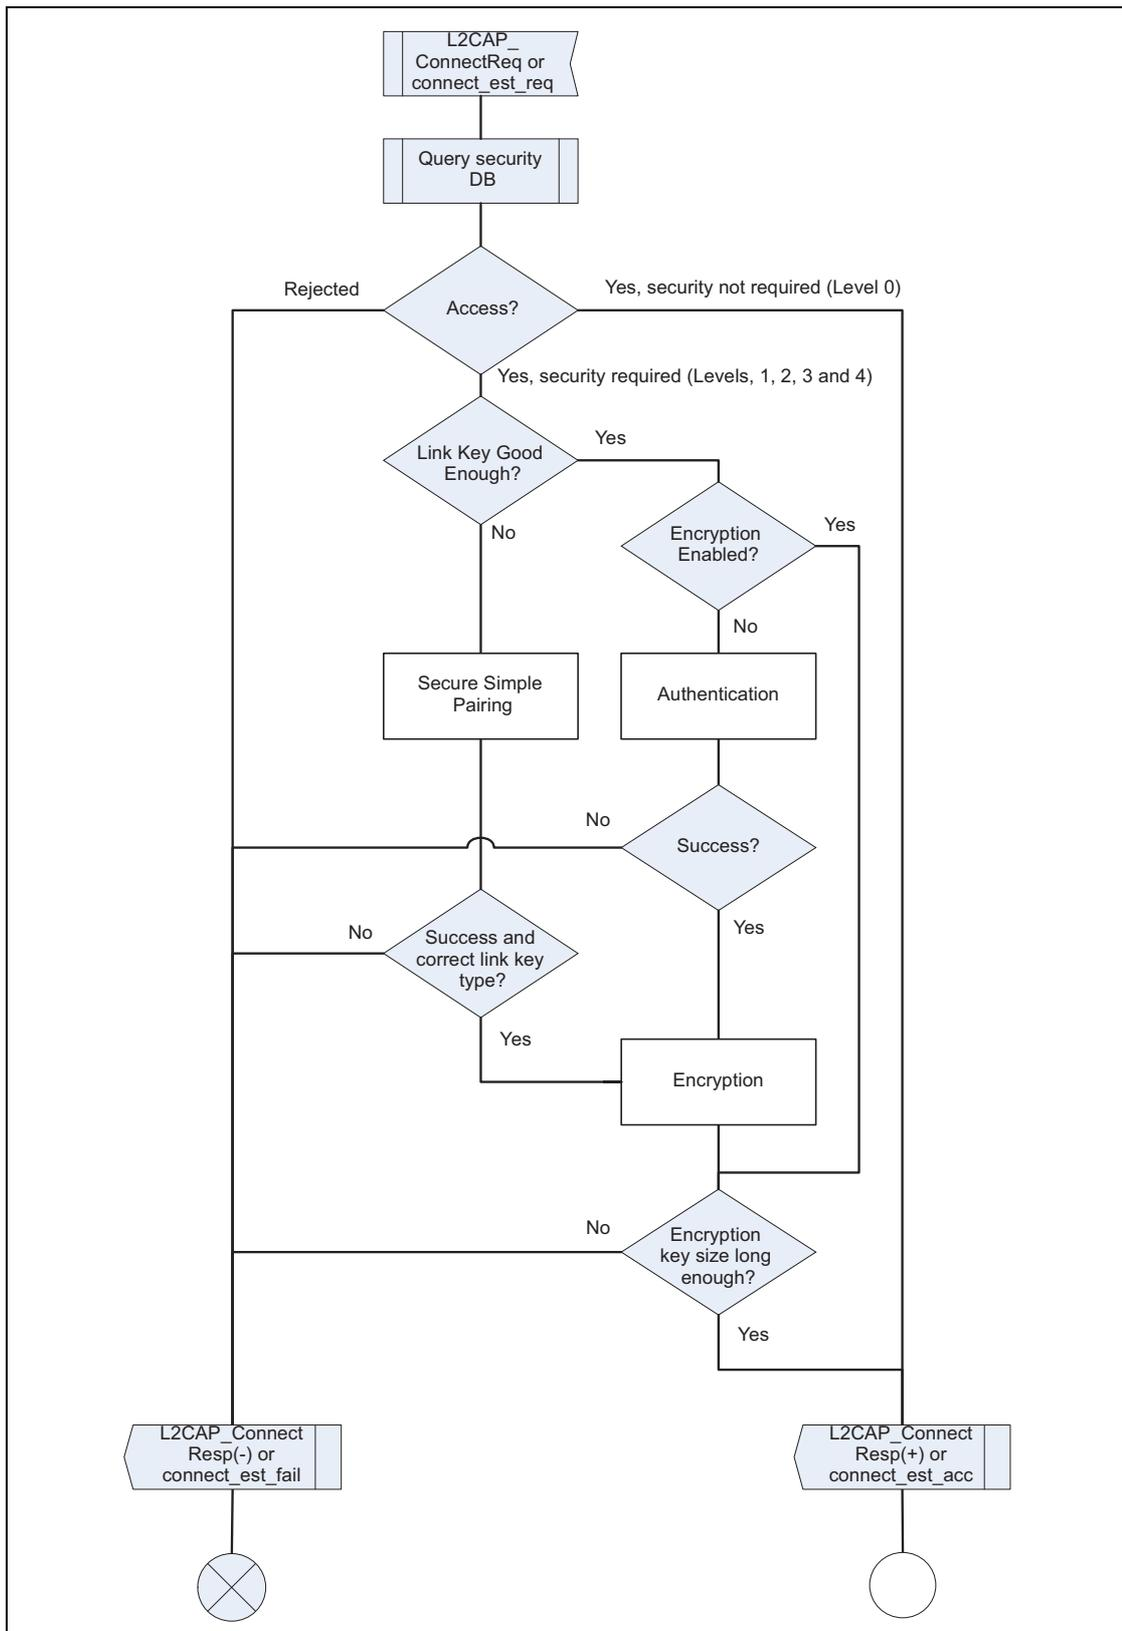 L2CAP_
ConnectReq or
connect_est_req
Query security
DB
Rejected
Access?
Yes, security not required (Level 0)
Yes, security required (Levels, 1, 2, 3 and 4)
Link Key Good
Enough?
Yes
No
Encryption
Enabled?
Yes
No
Secure Simple
Pairing
Authentication
No
Success?
Yes
No
Success and
correct link key
type?
Yes
Encryption
No
Encryption
key size long
enough?
Yes
L2CAP_Connect
Resp(-) or
connect_est_fail
L2CAP_Connect
Resp(+) or
connect_est_acc